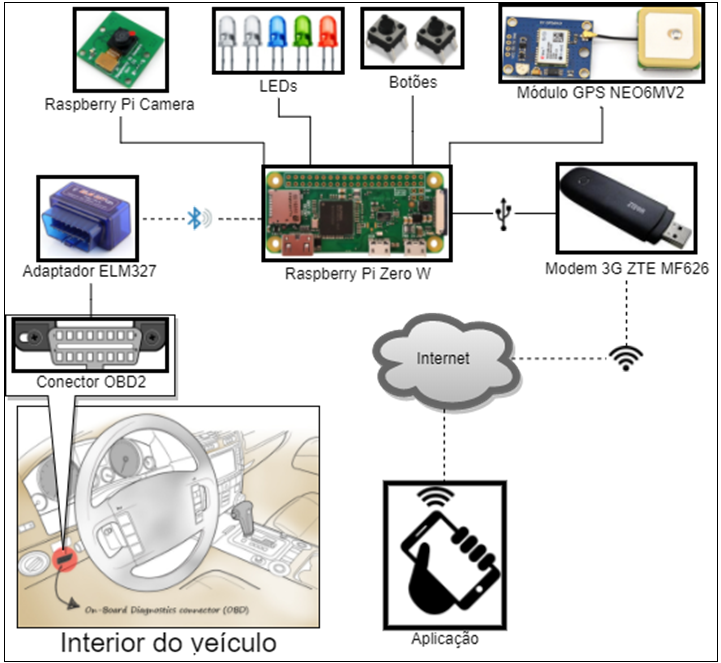 Raspberry Pi Camera
LEDs
Botões
Módulo GPS NEO6MV2
Adaptador ELM327
Raspberry Pi Zero W
Modem 3G ZTE MF626
Conector OBD2
Internet
On-Board Diagnostics connector (OBD)
Interior do veículo
Aplicação